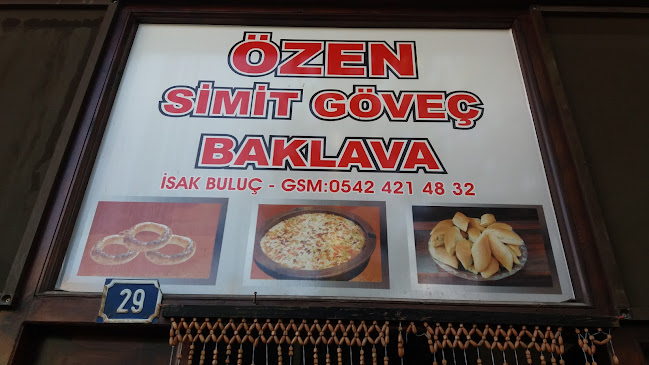 ÖZEN
SİMİT GÖVEÇ
BAKLAVA
İSAK BULUÇ - GSM:0542 421 48 32
29